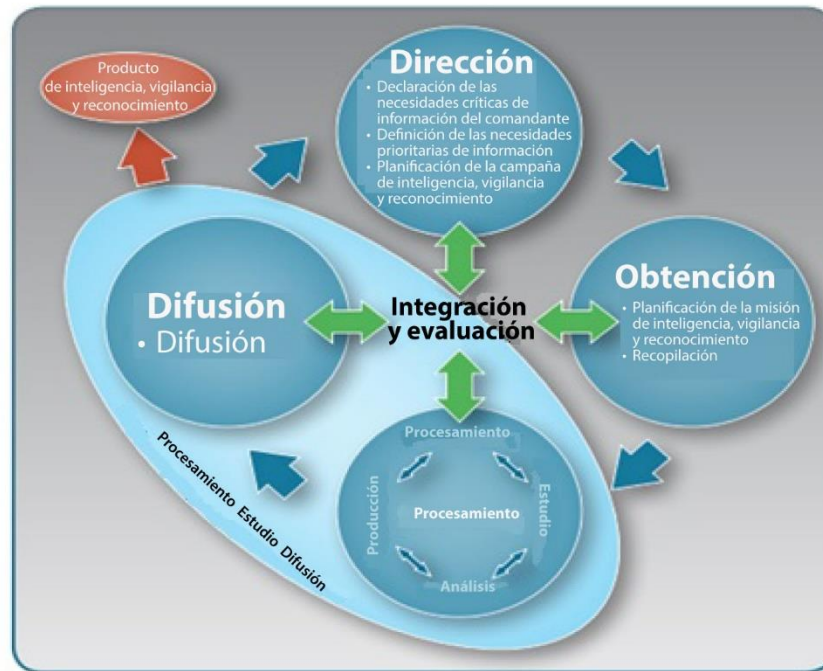 Producto
de inteligencia, vigilancia
y reconocimiento
Dirección
• Declaración de las
necesidades críticas de
información del comandante
• Definición de las necesidades
prioritarias de información
• Planificación de la campaña
de inteligencia, vigilancia
y reconocimiento
Difusión
• Difusión
Integración
y evaluación
Obtención
• Planificación de la misión
de inteligencia, vigilancia
y reconocimiento
• Recopilación
Procesamiento
Producción
Procesamiento
Estudio
Análisis
Procesamiento Estudio Difusión